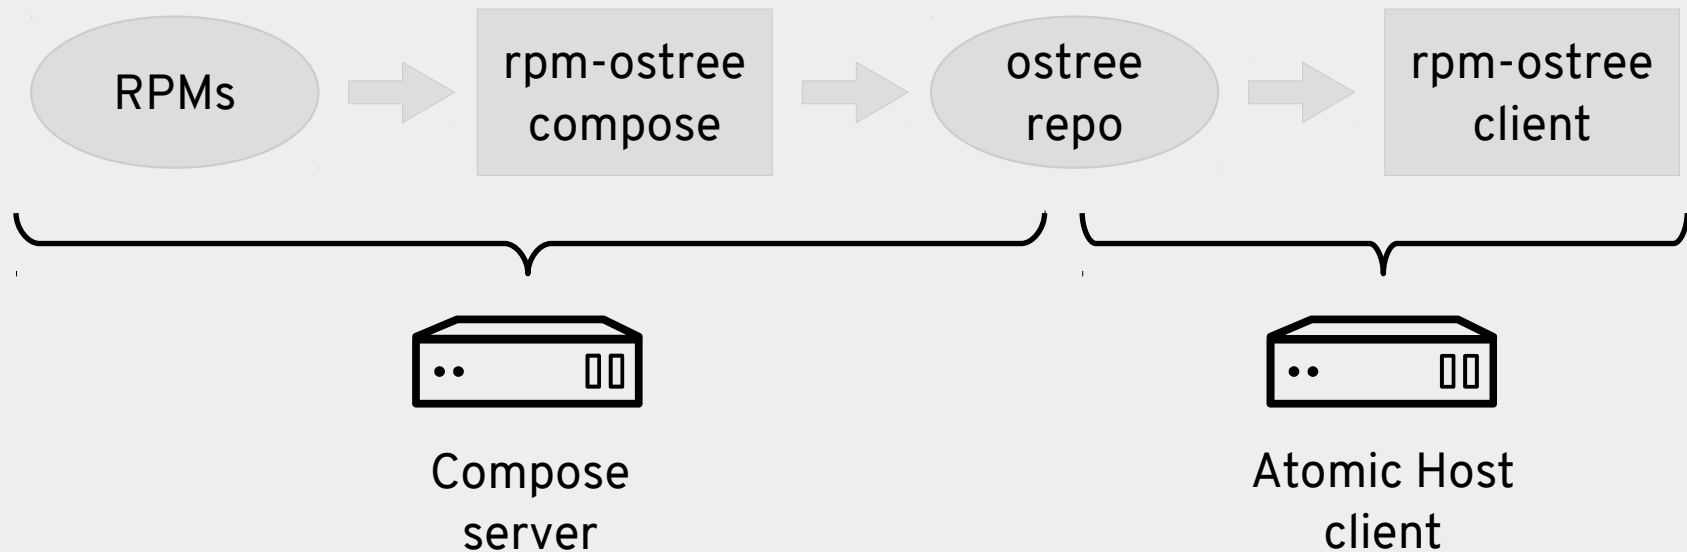 RPMs
rpm-ostree
compose
ostree
repo
rpm-ostree
client
Compose
server
Atomic Host
client